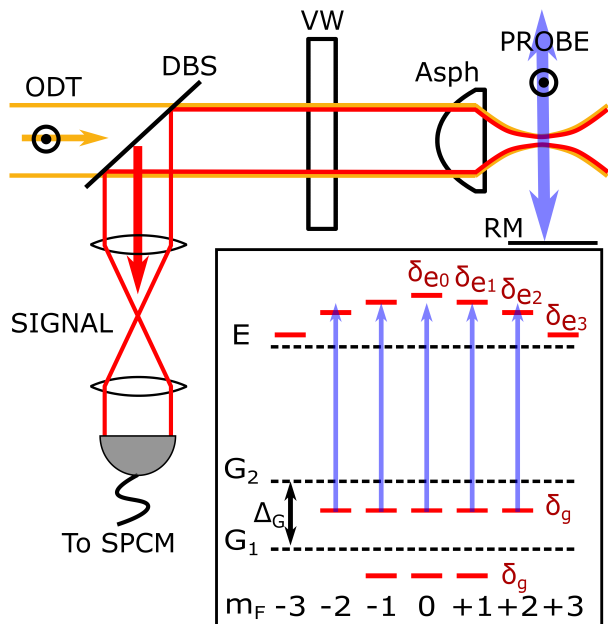 VW
DBS
PROBE
ODT
Asph
RM
SIGNAL
To SPCM
δe0
δe1
δe2
δe3
E
G2
ΔG
δg
G1
δg
mF -3 -2 -1 0 +1 +2 +3